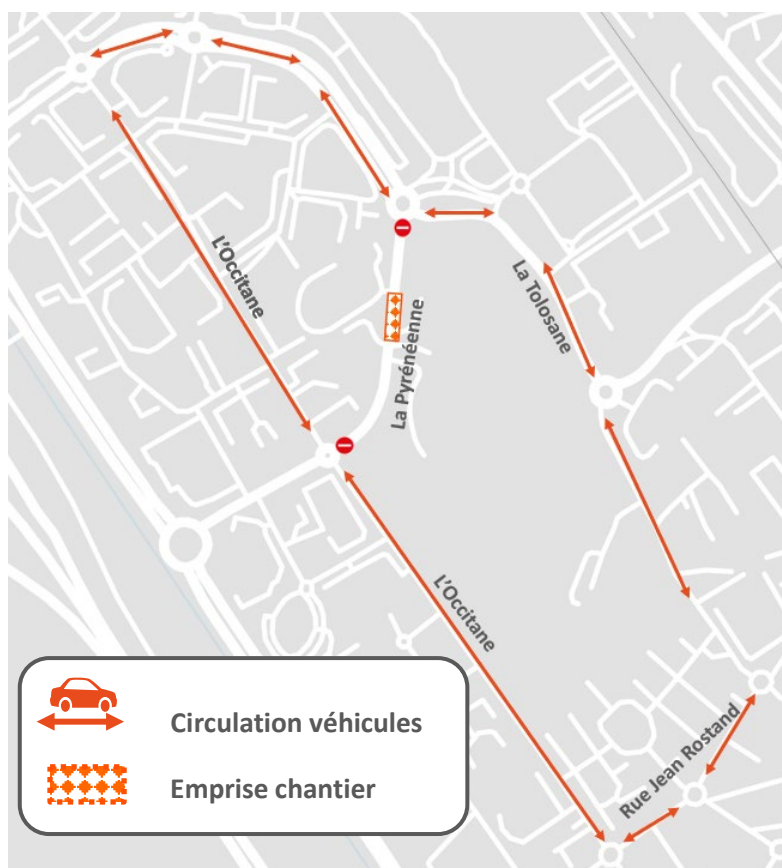 L'Occitane
La Pyrénéenne
La Tolosane
L'Occitane
Rue Jean Rostand
Circulation véhicules
Emprise chantier